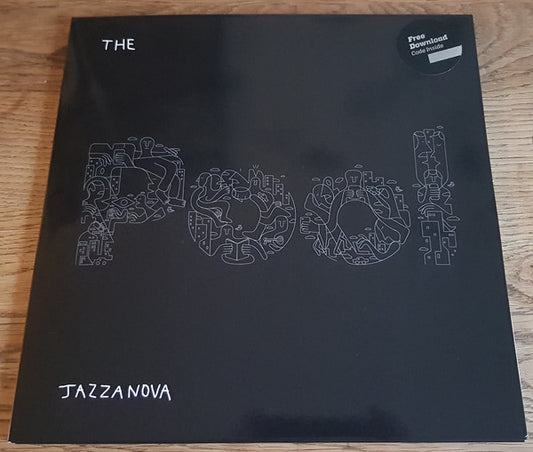 THE
Free
Download
Code Inside
Pool
JAZZANOVA